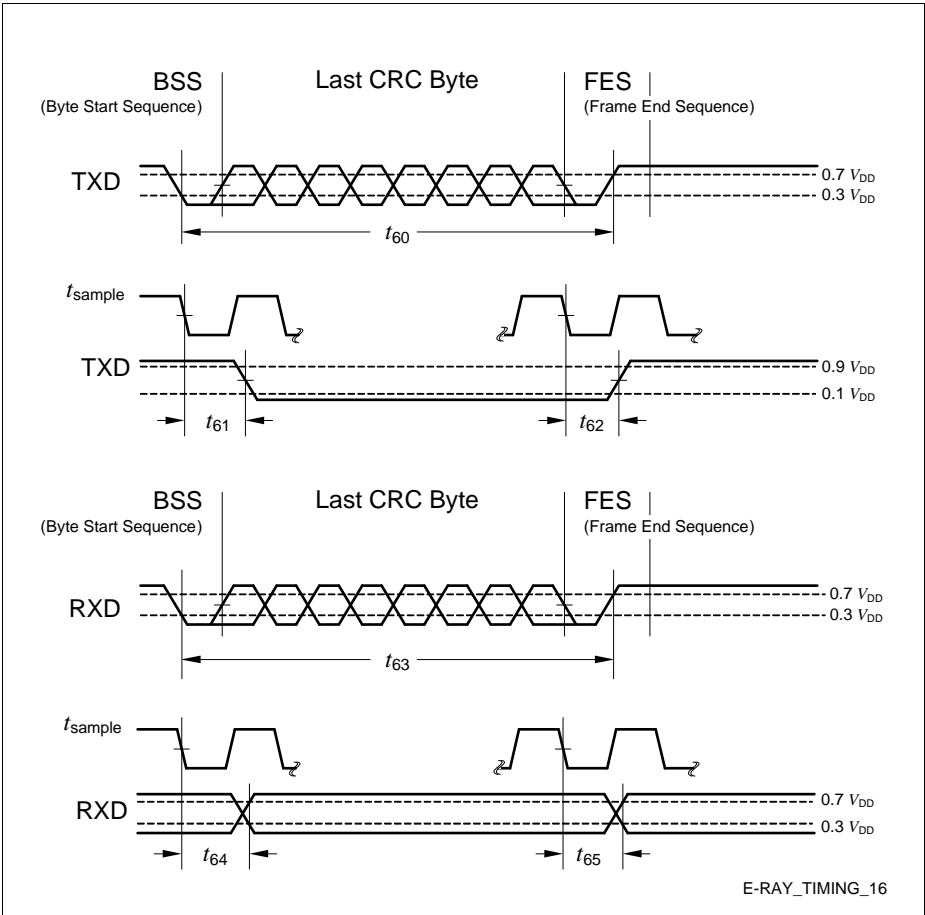 BSS Last CRC Byte FES
(Byte Start Sequence) (Frame End Sequence)
TXD
0.7 VDD
0.3 VDD
t60
tsample
TXD
0.9 VDD
0.1 VDD
t61 t62
BSS Last CRC Byte FES
(Byte Start Sequence) (Frame End Sequence)
RXD
0.7 VDD
0.3 VDD
t63
tsample
RXD
0.7 VDD
0.3 VDD
t64 t65
E-RAY_TIMING_16